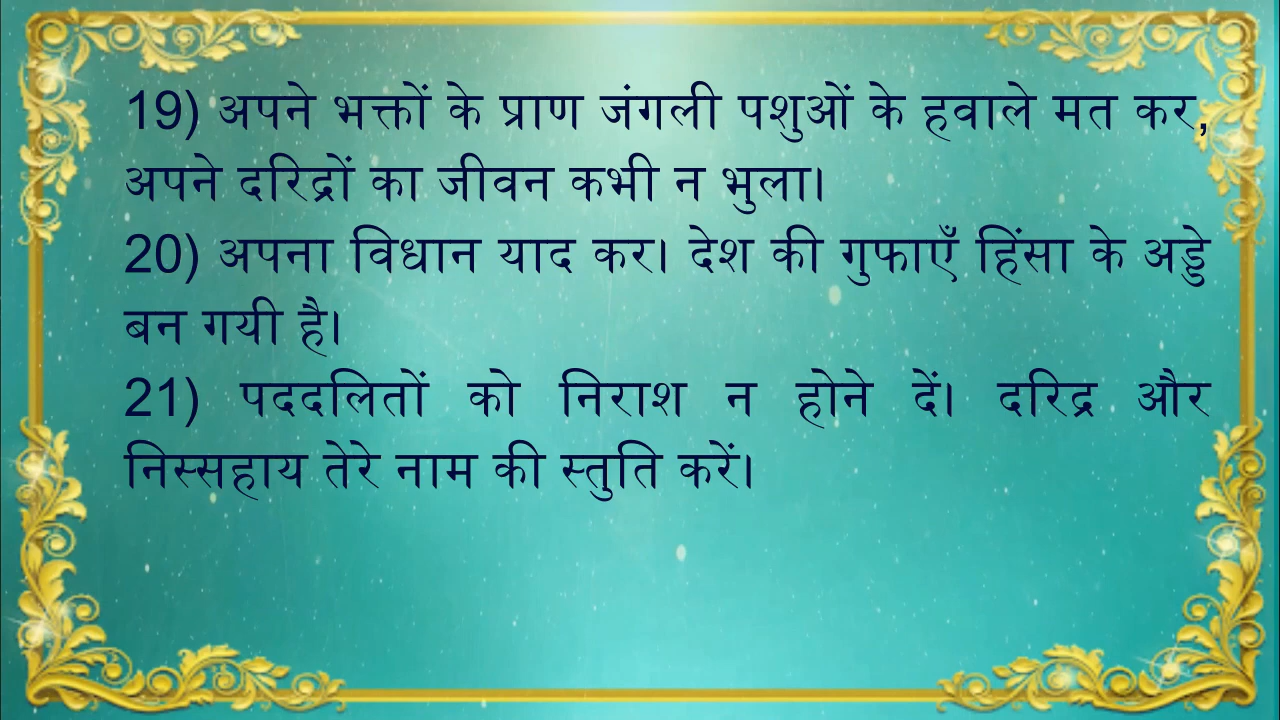 19) अपने भक्तों के प्राण जंगली पशुओं के हवाले मत कर,
अपने दरिद्रों का जीवन कभी न भुला।
20) अपना विधान याद कर। देश की गुफाएँ हिंसा के अड्डे
बन गयी है।
21) पददलितों को निराश न होने दें। दरिद्र और
निस्सहाय तेरे नाम की स्तुति करें।